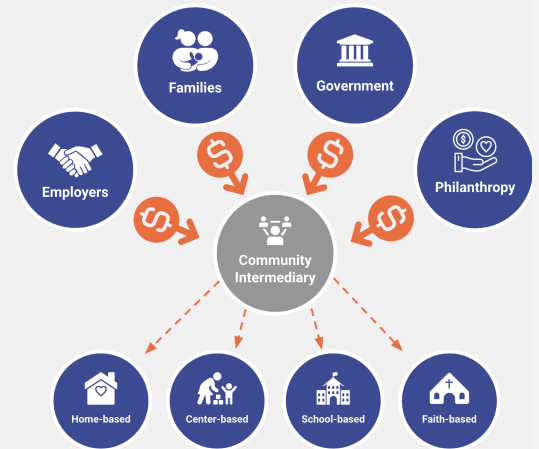 Families
Government
Employers
Philanthropy
$
$
$
$
$
Community
Intermediary
Home-based
Center-based
School-based
Faith-based